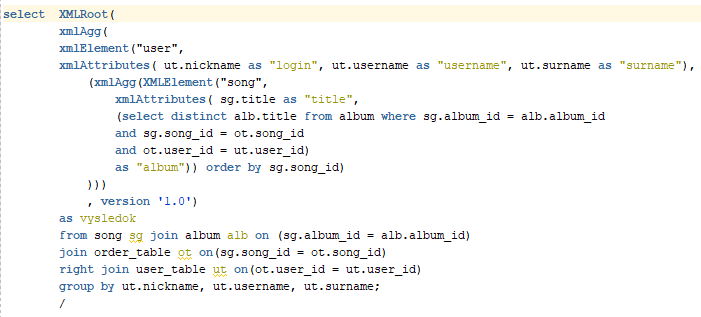 select  XMLRoot(
        xmlAgg(
        xmlElement("user",
        xmlAttributes( ut.nickname as "login", ut.username as "username", ut.surname as "surname"),
            (xmlAgg(XMLElement("song",
                xmlAttributes( sg.title as "title",
                (select distinct alb.title from album where sg.album_id = alb.album_id
                and sg.song_id = ot.song_id
                and ot.user_id = ut.user_id)
                as "album")) order by sg.song_id)
            )))
            , version '1.0')
        as vysledok
        from song sg join album alb on (sg.album_id = alb.album_id)
        join order_table ot on(sg.song_id = ot.song_id)
        right join user_table ut on(ot.user_id = ut.user_id)
        group by ut.nickname, ut.username, ut.surname;
        /